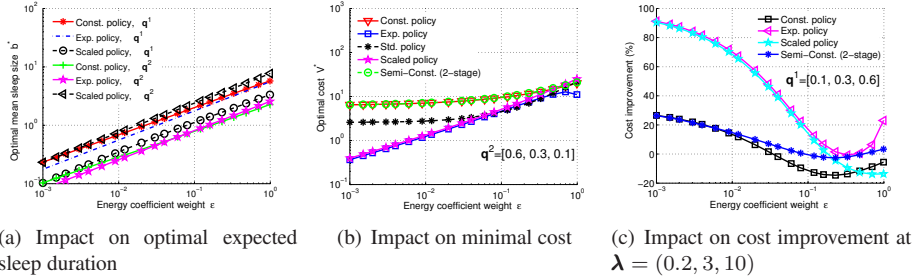 Optimal mean sleep size b*
10²
10¹
10⁰
10⁻¹
10⁻³
10⁻²
10⁻¹
10⁰
Const. policy, q¹
Exp. policy, q¹
Scaled policy, q¹
Const. policy, q²
Exp. policy, q²
Scaled policy, q²
Energy coefficient weight ε
(a) Impact on optimal expected
sleep duration
Optimal cost V*
10³
10²
10¹
10⁰
10⁻¹
10⁻³
10⁻²
10⁻¹
10⁰
Const. policy
Exp. policy
Std. policy
Scaled policy
Semi-Const. (2-stage)
q²=[0.6, 0.3, 0.1]
Energy coefficient weight ε
(b) Impact on minimal cost
Cost improvement (%)
100
80
60
40
20
0
−20
10⁻³
10⁻²
10⁻¹
10⁰
Const. policy
Exp. policy
Scaled policy
Semi-Const. (2-stage)
q¹=[0.1, 0.3, 0.6]
Energy coefficient weight ε
(c) Impact on cost improvement at
λ = (0.2, 3, 10)